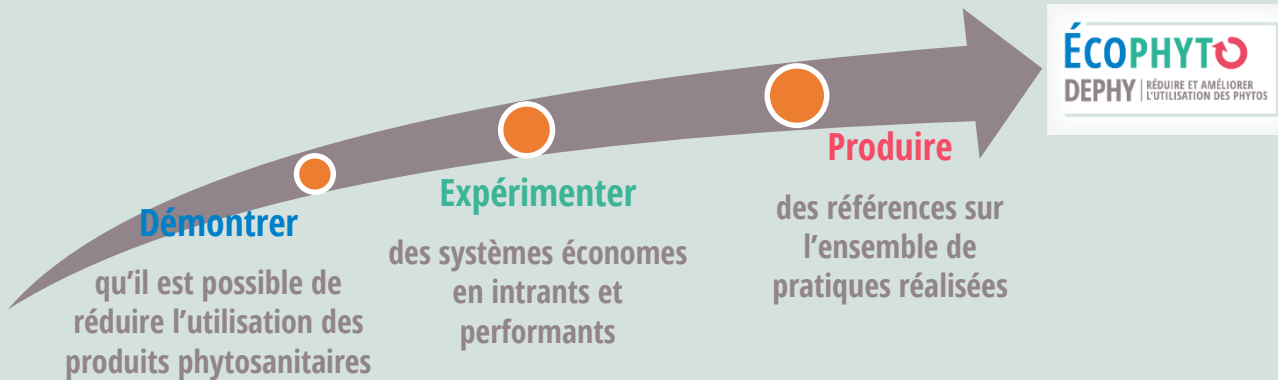 ÉCOPHYTO
DEPHY | RÉDUIRE ET AMÉLIORER
L'UTILISATION DES PHYTOS
Démontrer
qu’il est possible de
réduire l’utilisation des
produits phytosanitaires
Expérimenter
des systèmes économes
en intrants et
performants
Produire
des références sur
l’ensemble de
pratiques réalisées